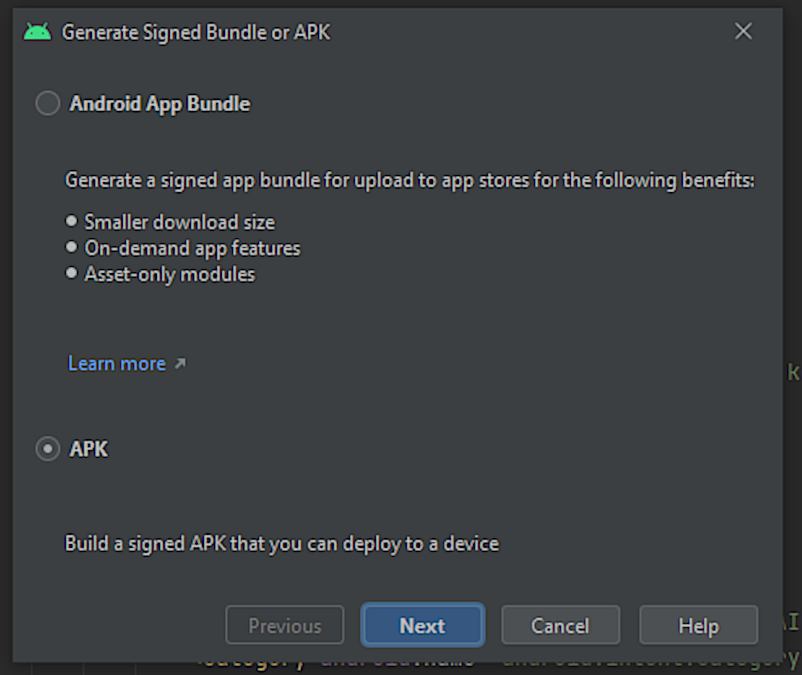 Generate Signed Bundle or APK
Android App Bundle
Generate a signed app bundle for upload to app stores for the following benefits:
Smaller download size
On-demand app features
Asset-only modules
Learn more ↗
k
APK
Build a signed APK that you can deploy to a device
Previous Next Cancel Help